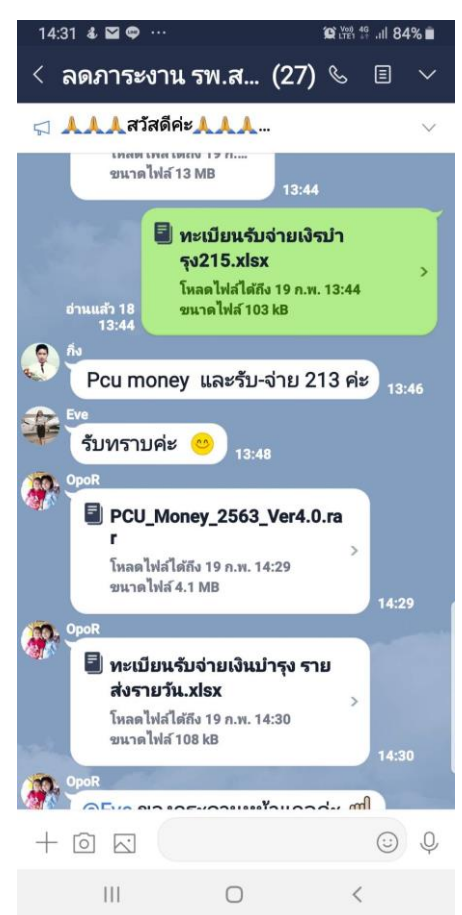 14:31
84%
ลดภาระงาน รพ.ส... (27)
🙏🙏🙏สวัสดีค่ะ🙏🙏🙏...
ขนาดไฟล์ 13 MB
13:44
ทะเบียนรับจ่ายเงิรบำ
รุง215.xlsx
โหลดไฟล์ได้ถึง 19 ก.พ. 13:44
ขนาดไฟล์ 103 kB
อ่านแล้ว 18
13:44
กิ่ง
Pcu money และรับ-จ่าย 213 ค่ะ
13:46
Eve
รับทราบค่ะ 😊
13:48
OpoR
PCU_Money_2563_Ver4.0.ra
r
โหลดไฟล์ได้ถึง 19 ก.พ. 14:29
ขนาดไฟล์ 4.1 MB
14:29
OpoR
ทะเบียนรับจ่ายเงินบำรุง ราย
ส่งรายวัน.xlsx
โหลดไฟล์ได้ถึง 19 ก.พ. 14:30
ขนาดไฟล์ 108 kB
14:30
OpoR
@Eve